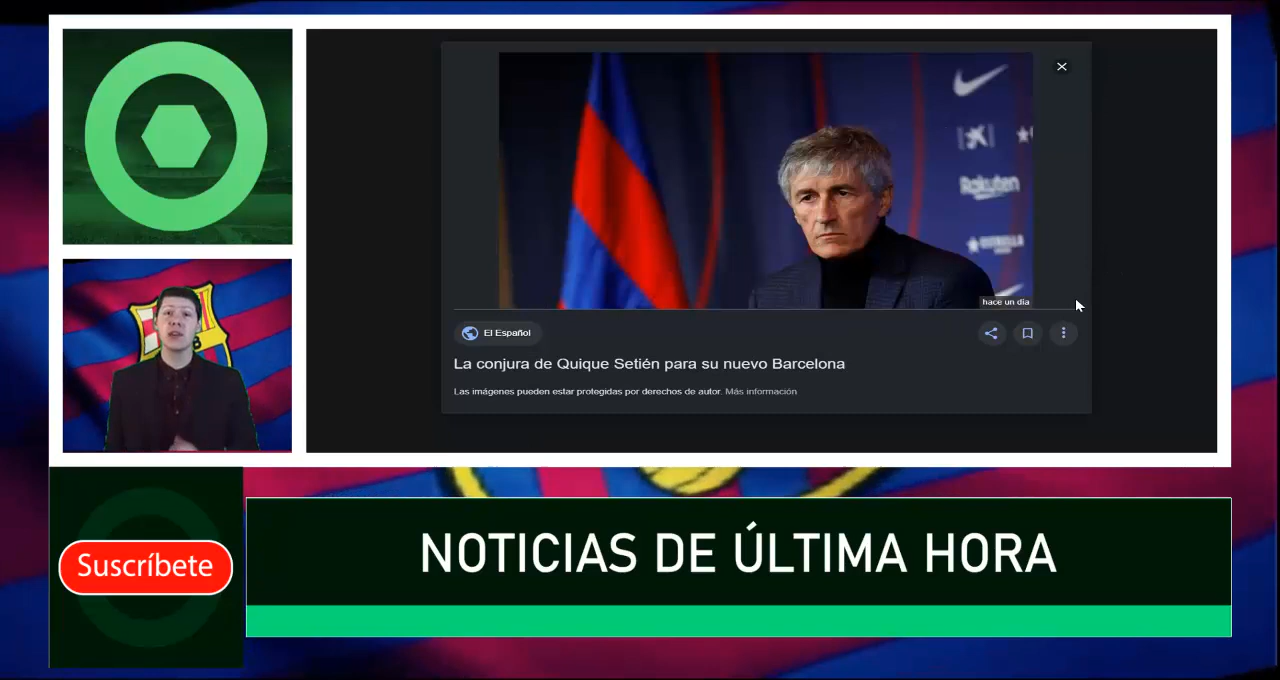 Rakuten
hace un día
El Español
La conjura de Quique Setién para su nuevo Barcelona
Las imágenes pueden estar protegidas por derechos de autor. Más información
Suscríbete
NOTICIAS DE ÚLTIMA HORA